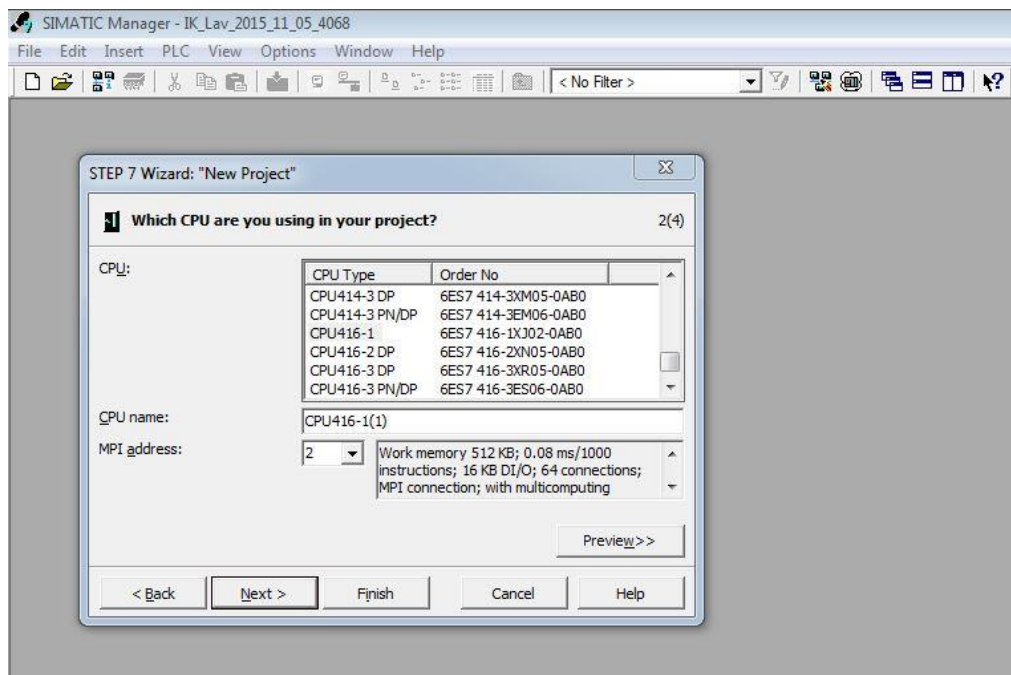 SIMATIC Manager - IK_Lav_2015_11_05_4068
File Edit Insert PLC View Options Window Help
< No Filter >
STEP 7 Wizard: "New Project"
Which CPU are you using in your project? 2(4)
CPU:
CPU Type Order No
CPU414-3 DP 6ES7 414-3XM05-0AB0
CPU414-3 PN/DP 6ES7 414-3EM06-0AB0
CPU416-1 6ES7 416-1XJ02-0AB0
CPU416-2 DP 6ES7 416-2XN05-0AB0
CPU416-3 DP 6ES7 416-3XR05-0AB0
CPU416-3 PN/DP 6ES7 416-3ES06-0AB0
CPU name: CPU416-1(1)
MPI address: 2
Work memory 512 KB; 0.08 ms/1000
instructions; 16 KB DI/O; 64 connections;
MPI connection; with multicomputing
Preview>>
< Back Next > Finish Cancel Help